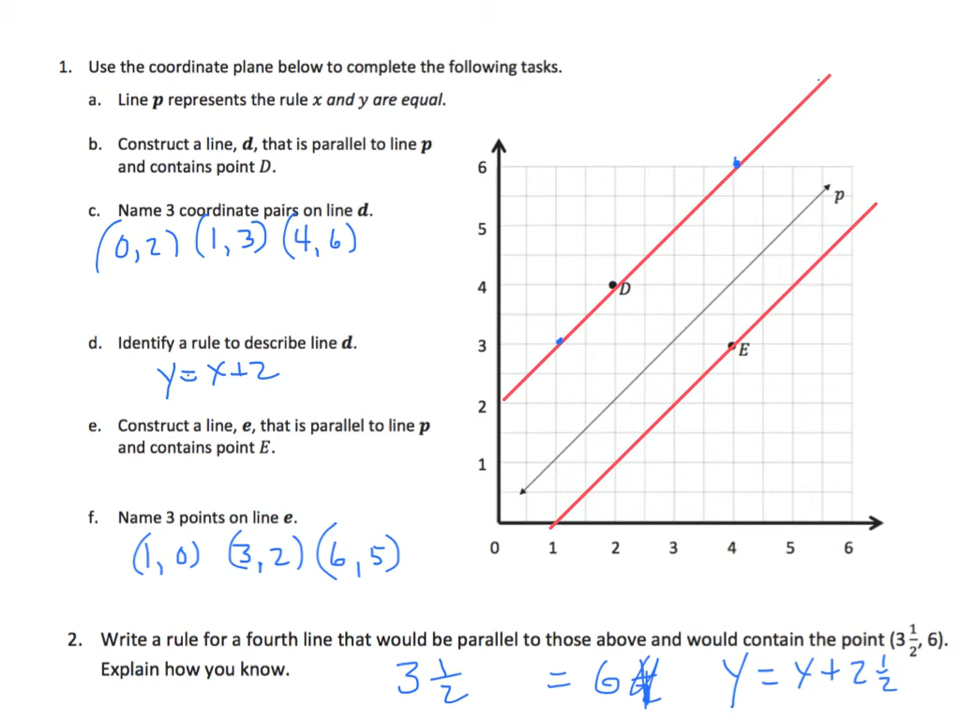 1. Use the coordinate plane below to complete the following tasks.
a. Line p represents the rule x and y are equal.
b. Construct a line, d, that is parallel to line p
and contains point D.
c. Name 3 coordinate pairs on line d.
(0,2) (1,3) (4,6)
d. Identify a rule to describe line d.
y=x+2
e. Construct a line, e, that is parallel to line p
and contains point E.
f. Name 3 points on line e.
(1,0) (3,2) (6,5)
6
5
4
3
2
1
0 1 2 3 4 5 6
p
D
E
2. Write a rule for a fourth line that would be parallel to those above and would contain the point (3 1/2, 6).
Explain how you know.
3 1/2 = 6 y = x + 2 1/2